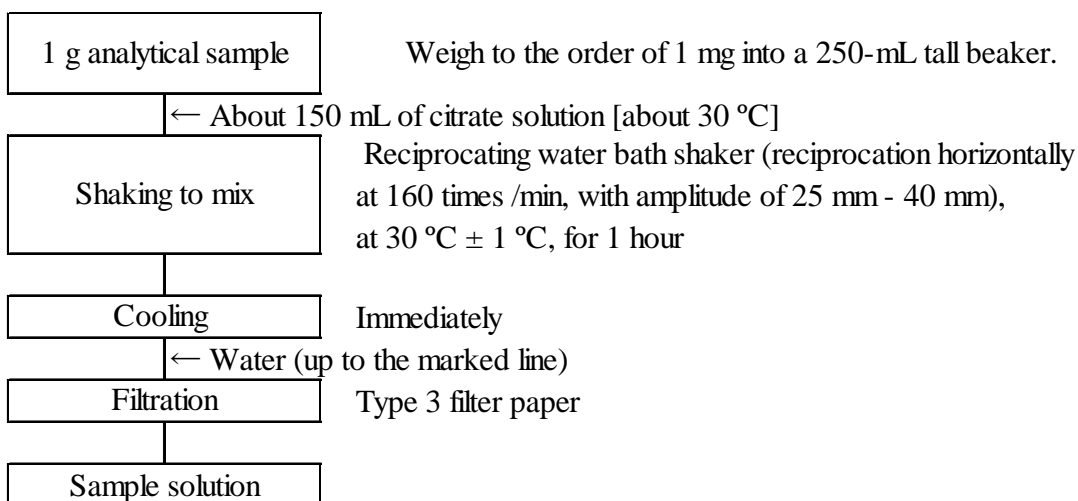 1 g analytical sample Weigh to the order of 1 mg into a 250-mL tall beaker.
← About 150 mL of citrate solution [about 30 ºC]
Reciprocating water bath shaker (reciprocation horizontally
Shaking to mix at 160 times /min, with amplitude of 25 mm - 40 mm),
at 30 ºC ± 1 ºC, for 1 hour
Cooling Immediately
← Water (up to the marked line)
Filtration Type 3 filter paper
Sample solution